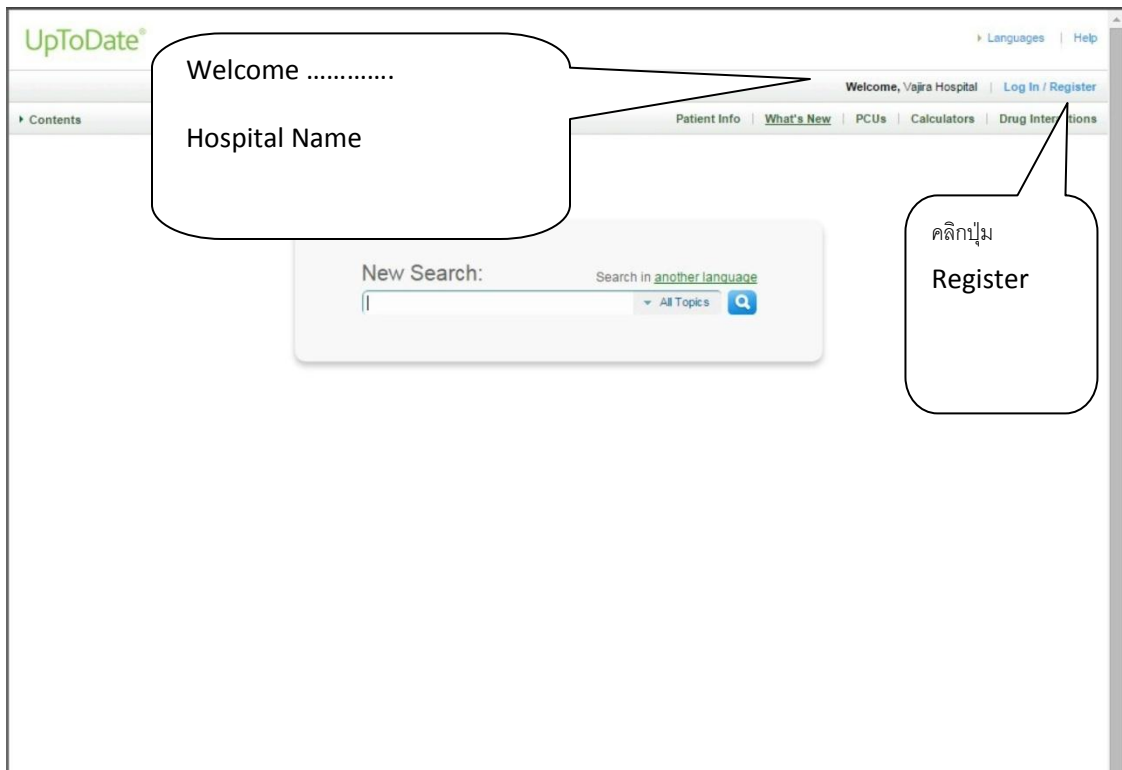 UpToDate®
Languages | Help
Welcome ………….
Hospital Name
Welcome, Vajira Hospital | Log In / Register
Contents
Patient Info | What's New | PCUs | Calculators | Drug Interactions
คลิกปุ่ม
Register
New Search:
Search in another language
All Topics